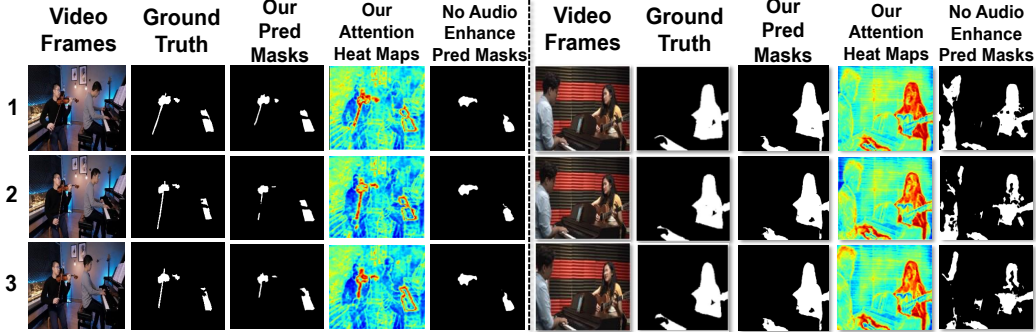 Video
Frames
Ground
Truth
Our
Pred
Masks
Our
Attention
Heat Maps
No Audio
Enhance
Pred Masks
Video
Frames
Ground
Truth
Our
Pred
Masks
Our
Attention
Heat Maps
No Audio
Enhance
Pred Masks
1
2
3